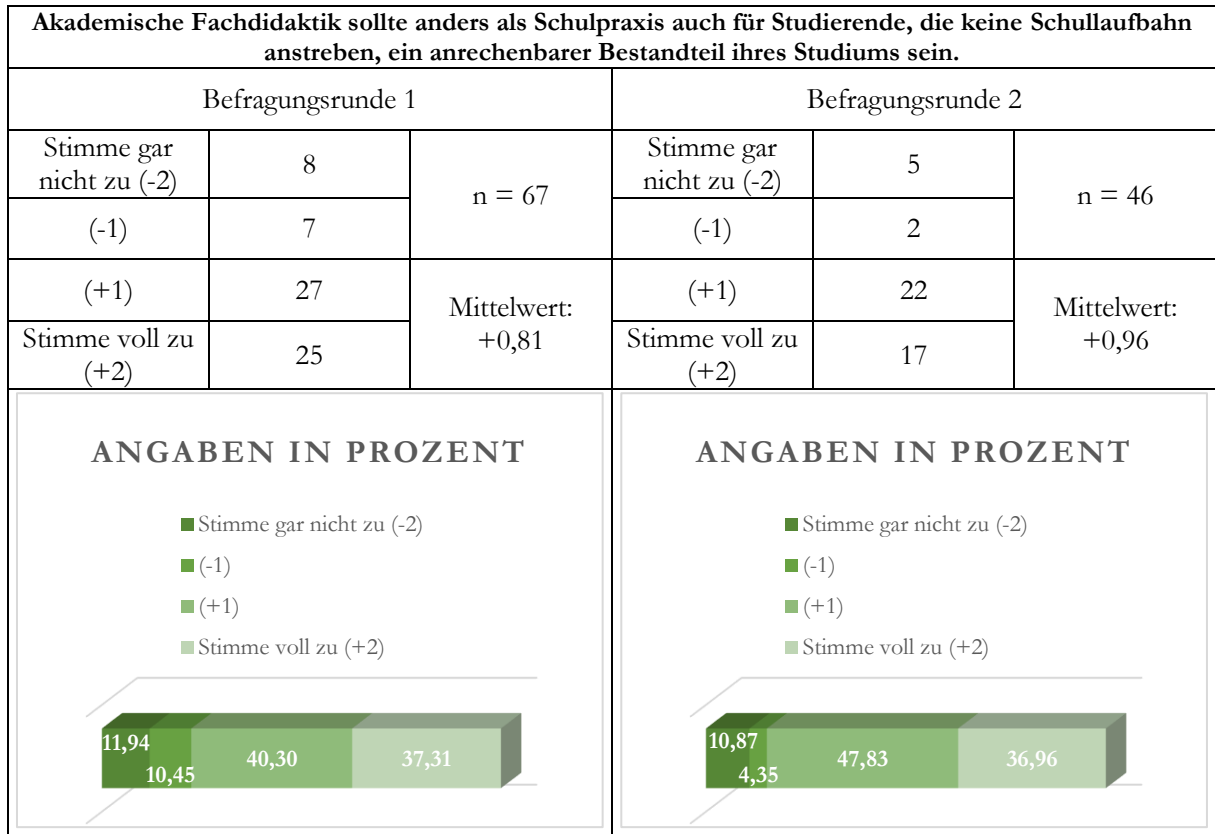 Akademische Fachdidaktik sollte anders als Schulpraxis auch für Studierende, die keine Schullaufbahn
anstreben, ein anrechenbarer Bestandteil ihres Studiums sein.
Befragungsrunde 1
Stimme gar
nicht zu (-2)
8
n = 67
(-1)
7
(+1)
27
Mittelwert:
+0,81
Stimme voll zu
(+2)
25
Befragungsrunde 2
Stimme gar
nicht zu (-2)
5
n = 46
(-1)
2
(+1)
22
Mittelwert:
+0,96
Stimme voll zu
(+2)
17
ANGABEN IN PROZENT
Stimme gar nicht zu (-2)
(-1)
(+1)
Stimme voll zu (+2)
11,94
10,45
40,30
37,31
ANGABEN IN PROZENT
Stimme gar nicht zu (-2)
(-1)
(+1)
Stimme voll zu (+2)
10,87
4,35
47,83
36,96